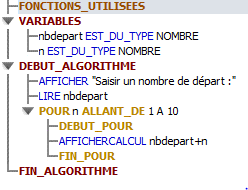 FONCTIONS_UTILISEES
VARIABLES
nbdepart EST_DU_TYPE NOMBRE
n EST_DU_TYPE NOMBRE
DEBUT_ALGORITHME
AFFICHER "Saisir un nombre de départ :"
LIRE nbdepart
POUR n ALLANT_DE 1 A 10
DEBUT_POUR
AFFICHERCALCUL nbdepart+n
FIN_POUR
FIN_ALGORITHME